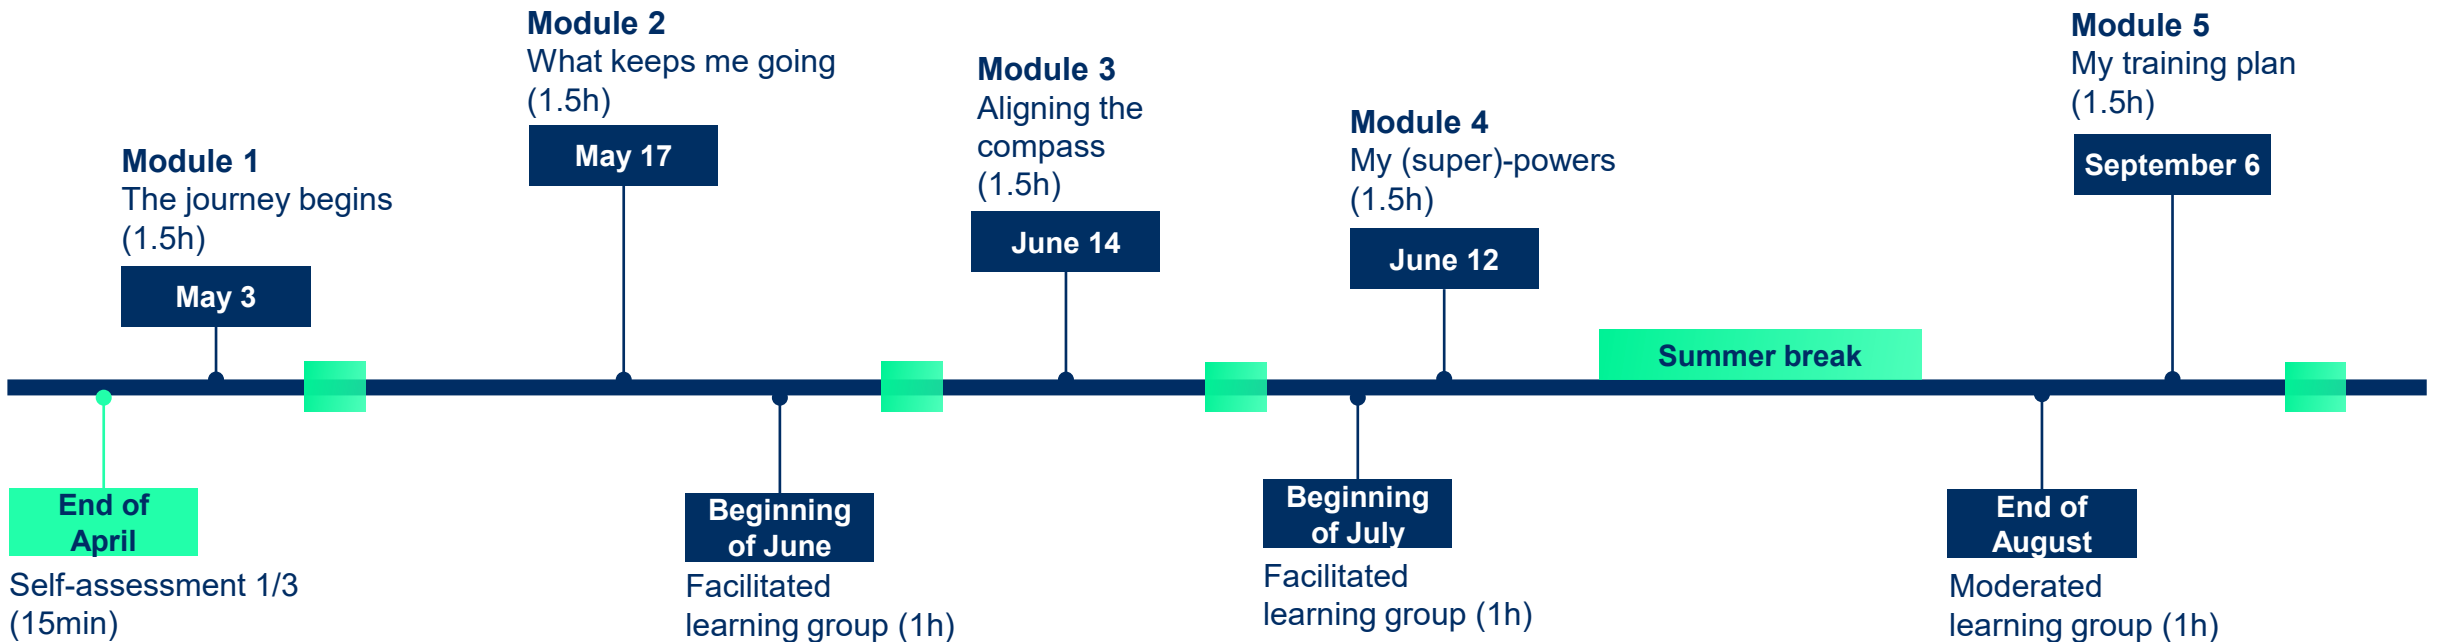 Module 1
The journey begins
(1.5h)
May 3
Module 2
What keeps me going
(1.5h)
May 17
Module 3
Aligning the
compass
(1.5h)
June 14
Module 4
My (super)-powers
(1.5h)
June 12
Summer break
Module 5
My training plan
(1.5h)
September 6
End of
April
Self-assessment 1/3
(15min)
Beginning
of June
Facilitated
learning group (1h)
Beginning
of July
Facilitated
learning group (1h)
End of
August
Moderated
learning group (1h)